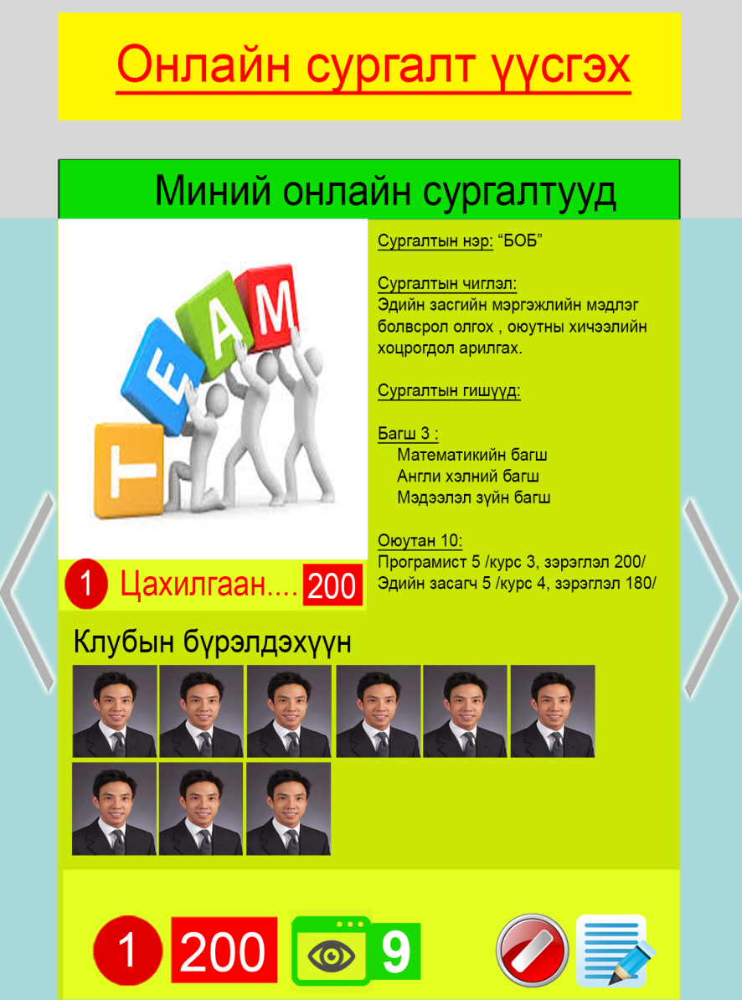 Онлайн сургалт үүсгэх
Миний онлайн сургалтууд
Сургалтын нэр: “БОБ”
Сургалтын чиглэл:
Эдийн засгийн мэргэжлийн мэдлэг
болвсрол олгох , оюутны хичээлийн
хоцрогдол арилгах.
Сургалтын гишүүд:
Багш 3 :
Математикийн багш
Англи хэлний багш
Мэдээлэл зүйн багш
Оюутан 10:
Програмист 5 /курс 3, зэрэглэл 200/
Эдийн засагч 5 /курс 4, зэрэглэл 180/
TEAM
1 Цахилгаан.... 200
Клубын бүрэлдэхүүн
1 200 9